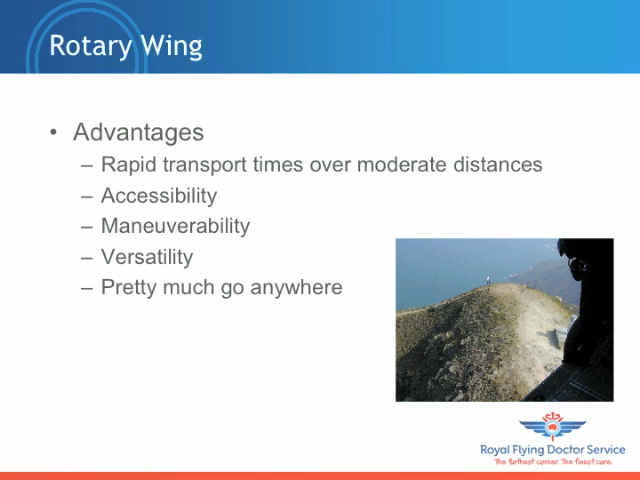 Rotary Wing
• Advantages
– Rapid transport times over moderate distances
– Accessibility
– Maneuverability
– Versatility
– Pretty much go anywhere
Royal Flying Doctor Service
The furthest corner. The finest care.